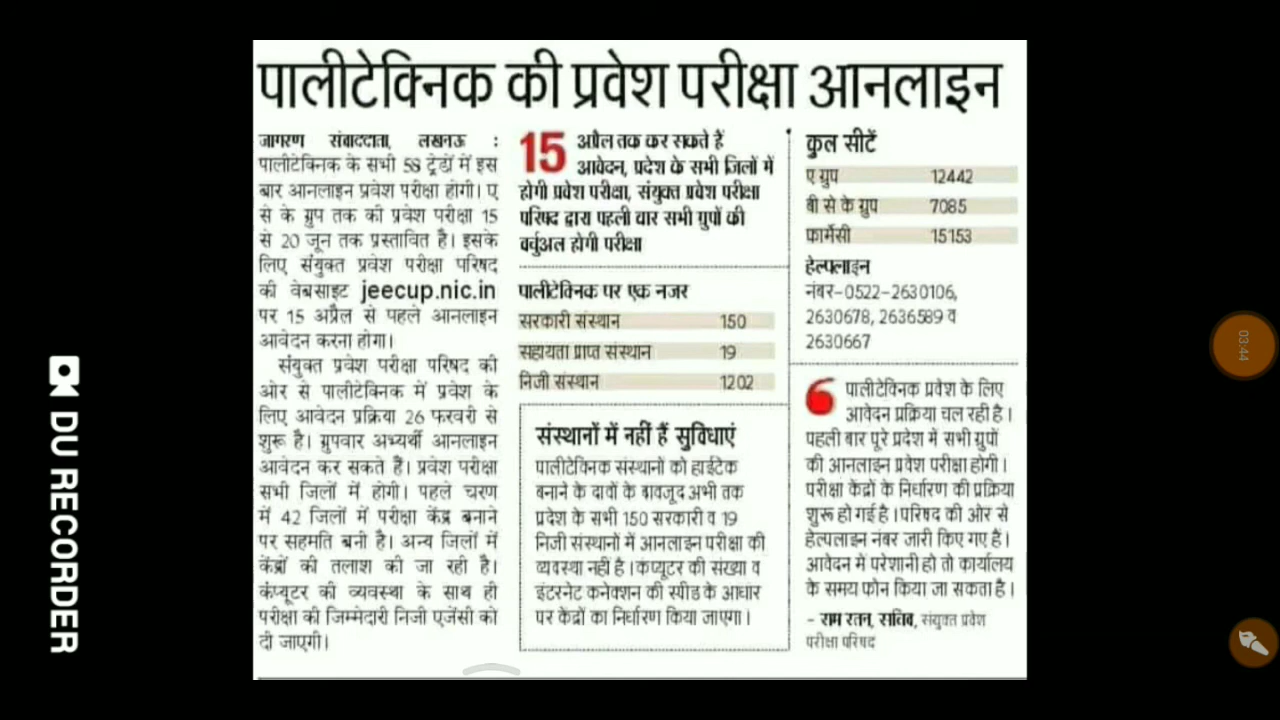 पालीटेक्निक की प्रवेश परीक्षा आनलाइन
जागरण संवाददाता, लखनऊ :
पालीटेक्निक के सभी 58 ट्रेडों में इस
बार आनलाइन प्रवेश परीक्षा होगी। ए
से के ग्रुप तक की प्रवेश परीक्षा 15
से 20 जून तक प्रस्तावित है। इसके
लिए संयुक्त प्रवेश परीक्षा परिषद
की वेबसाइट jeecup.nic.in
पर 15 अप्रैल से पहले आनलाइन
आवेदन करना होगा।
संयुक्त प्रवेश परीक्षा परिषद की
ओर से पालीटेक्निक में प्रवेश के
लिए आवेदन प्रक्रिया 26 फरवरी से
शुरू है। ग्रुपवार अभ्यर्थी आनलाइन
आवेदन कर सकते हैं। प्रवेश परीक्षा
सभी जिलों में होगी। पहले चरण
में 42 जिलों में परीक्षा केंद्र बनाने
पर सहमति बनी है। अन्य जिलों में
केंद्रों की तलाश की जा रही है।
कंप्यूटर की व्यवस्था के साथ ही
परीक्षा की जिम्मेदारी निजी एजेंसी को
दी जाएगी।
15 अप्रैल तक कर सकते हैं
आवेदन, प्रदेश के सभी जिलों में
होगी प्रवेश परीक्षा, संयुक्त प्रवेश परीक्षा
परिषद द्वारा पहली बार सभी ग्रुपों की
वर्चुअल होगी परीक्षा
पालीटेक्निक पर एक नजर
सरकारी संस्थान 150
सहायता प्राप्त संस्थान 19
निजी संस्थान 1202
संस्थानों में नहीं हैं सुविधाएं
पालीटेक्निक संस्थानों को हाईटेक
बनाने के दावों के बावजूद अभी तक
प्रदेश के सभी 150 सरकारी व 19
निजी संस्थानों में आनलाइन परीक्षा की
व्यवस्था नहीं है। कंप्यूटर की संख्या व
इंटरनेट कनेक्शन की स्पीड के आधार
पर केंद्रों का निर्धारण किया जाएगा।
कुल सीटें
ए ग्रुप 12442
बी से के ग्रुप 7085
फार्मेसी 15153
हेल्पलाइन
नंबर-0522-2630106,
2630678, 2636589 व
2630667
पालीटेक्निक प्रवेश के लिए
आवेदन प्रक्रिया चल रही है।
पहली बार पूरे प्रदेश में सभी ग्रुपों
की आनलाइन प्रवेश परीक्षा होगी।
परीक्षा केंद्रों के निर्धारण की प्रक्रिया
शुरू हो गई है। परिषद की ओर से
हेल्पलाइन नंबर जारी किए गए हैं।
आवेदन में परेशानी हो तो कार्यालय
के समय फोन किया जा सकता है।
- राम रतन, सचिव, संयुक्त प्रवेश
परीक्षा परिषद
DU RECORDER
03:44